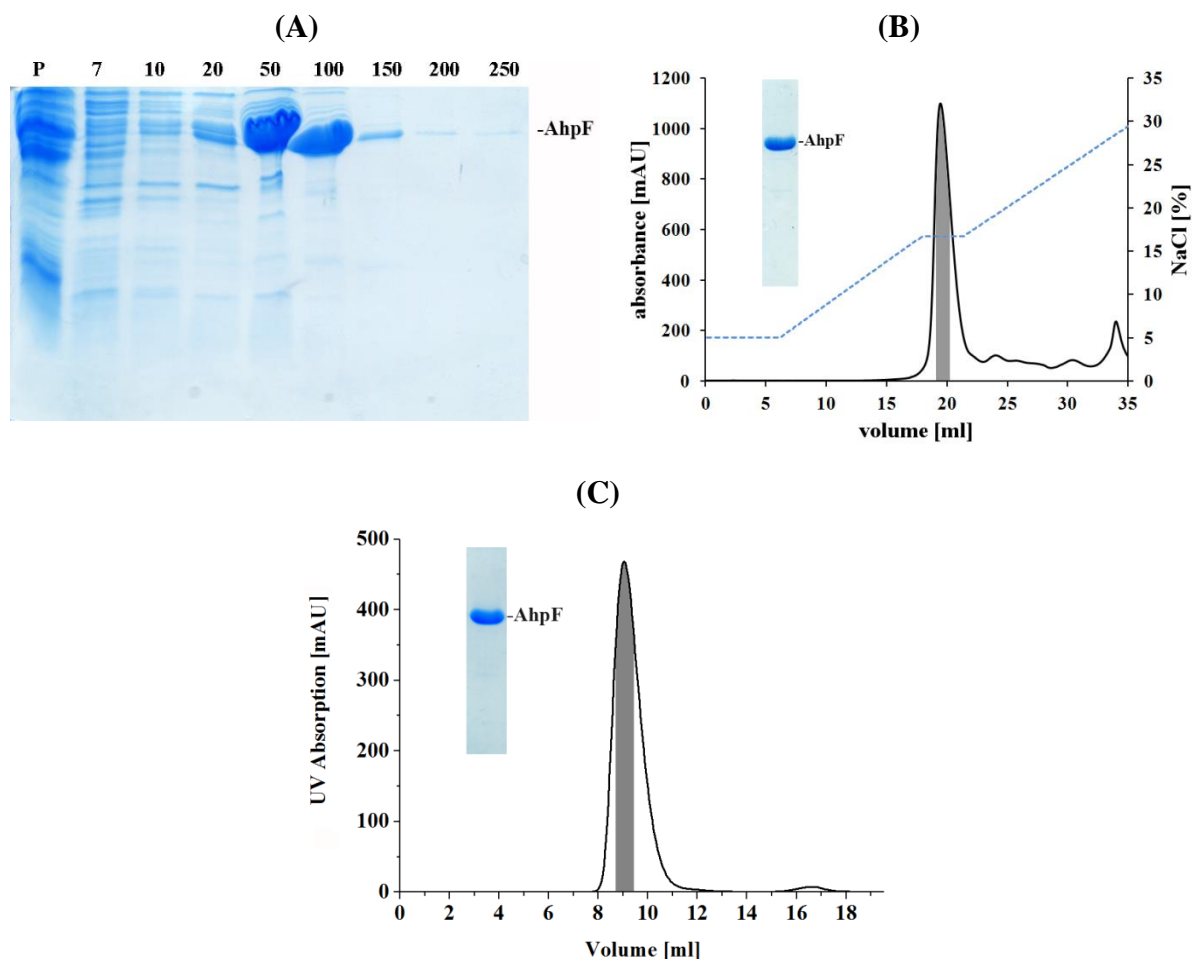 (A)
P 7 10 20 50 100 150 200 250
-AhpF
(B)
1200
1000
800
600
400
200
0
absorbance [mAU]
-AhpF
35
30
25
20
15
10
5
0
NaCl [%]
0 5 10 15 20 25 30 35
volume [ml]
(C)
500
400
300
200
100
0
UV Absorption [mAU]
-AhpF
0 2 4 6 8 10 12 14 16 18
Volume [ml]